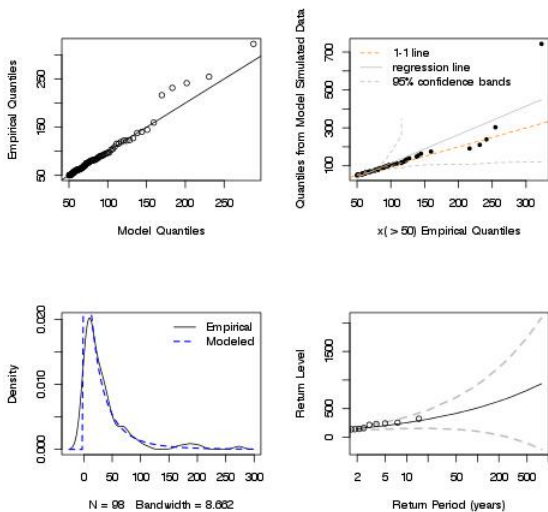 Empirical Quantiles
50
150
250
50
100
150
200
250
Model Quantiles
Quantiles from Model Simulated Data
100
300
500
700
1-1 line
regression line
95% confidence bands
50
100
150
200
250
300
x( > 50) Empirical Quantiles
Density
0.000
0.010
0.020
Empirical
Modeled
0
50
100
150
200
250
300
N = 98 Bandwidth = 8.662
Return Level
0
500
1500
2
5
10
50
100
200
500
Return Period (years)